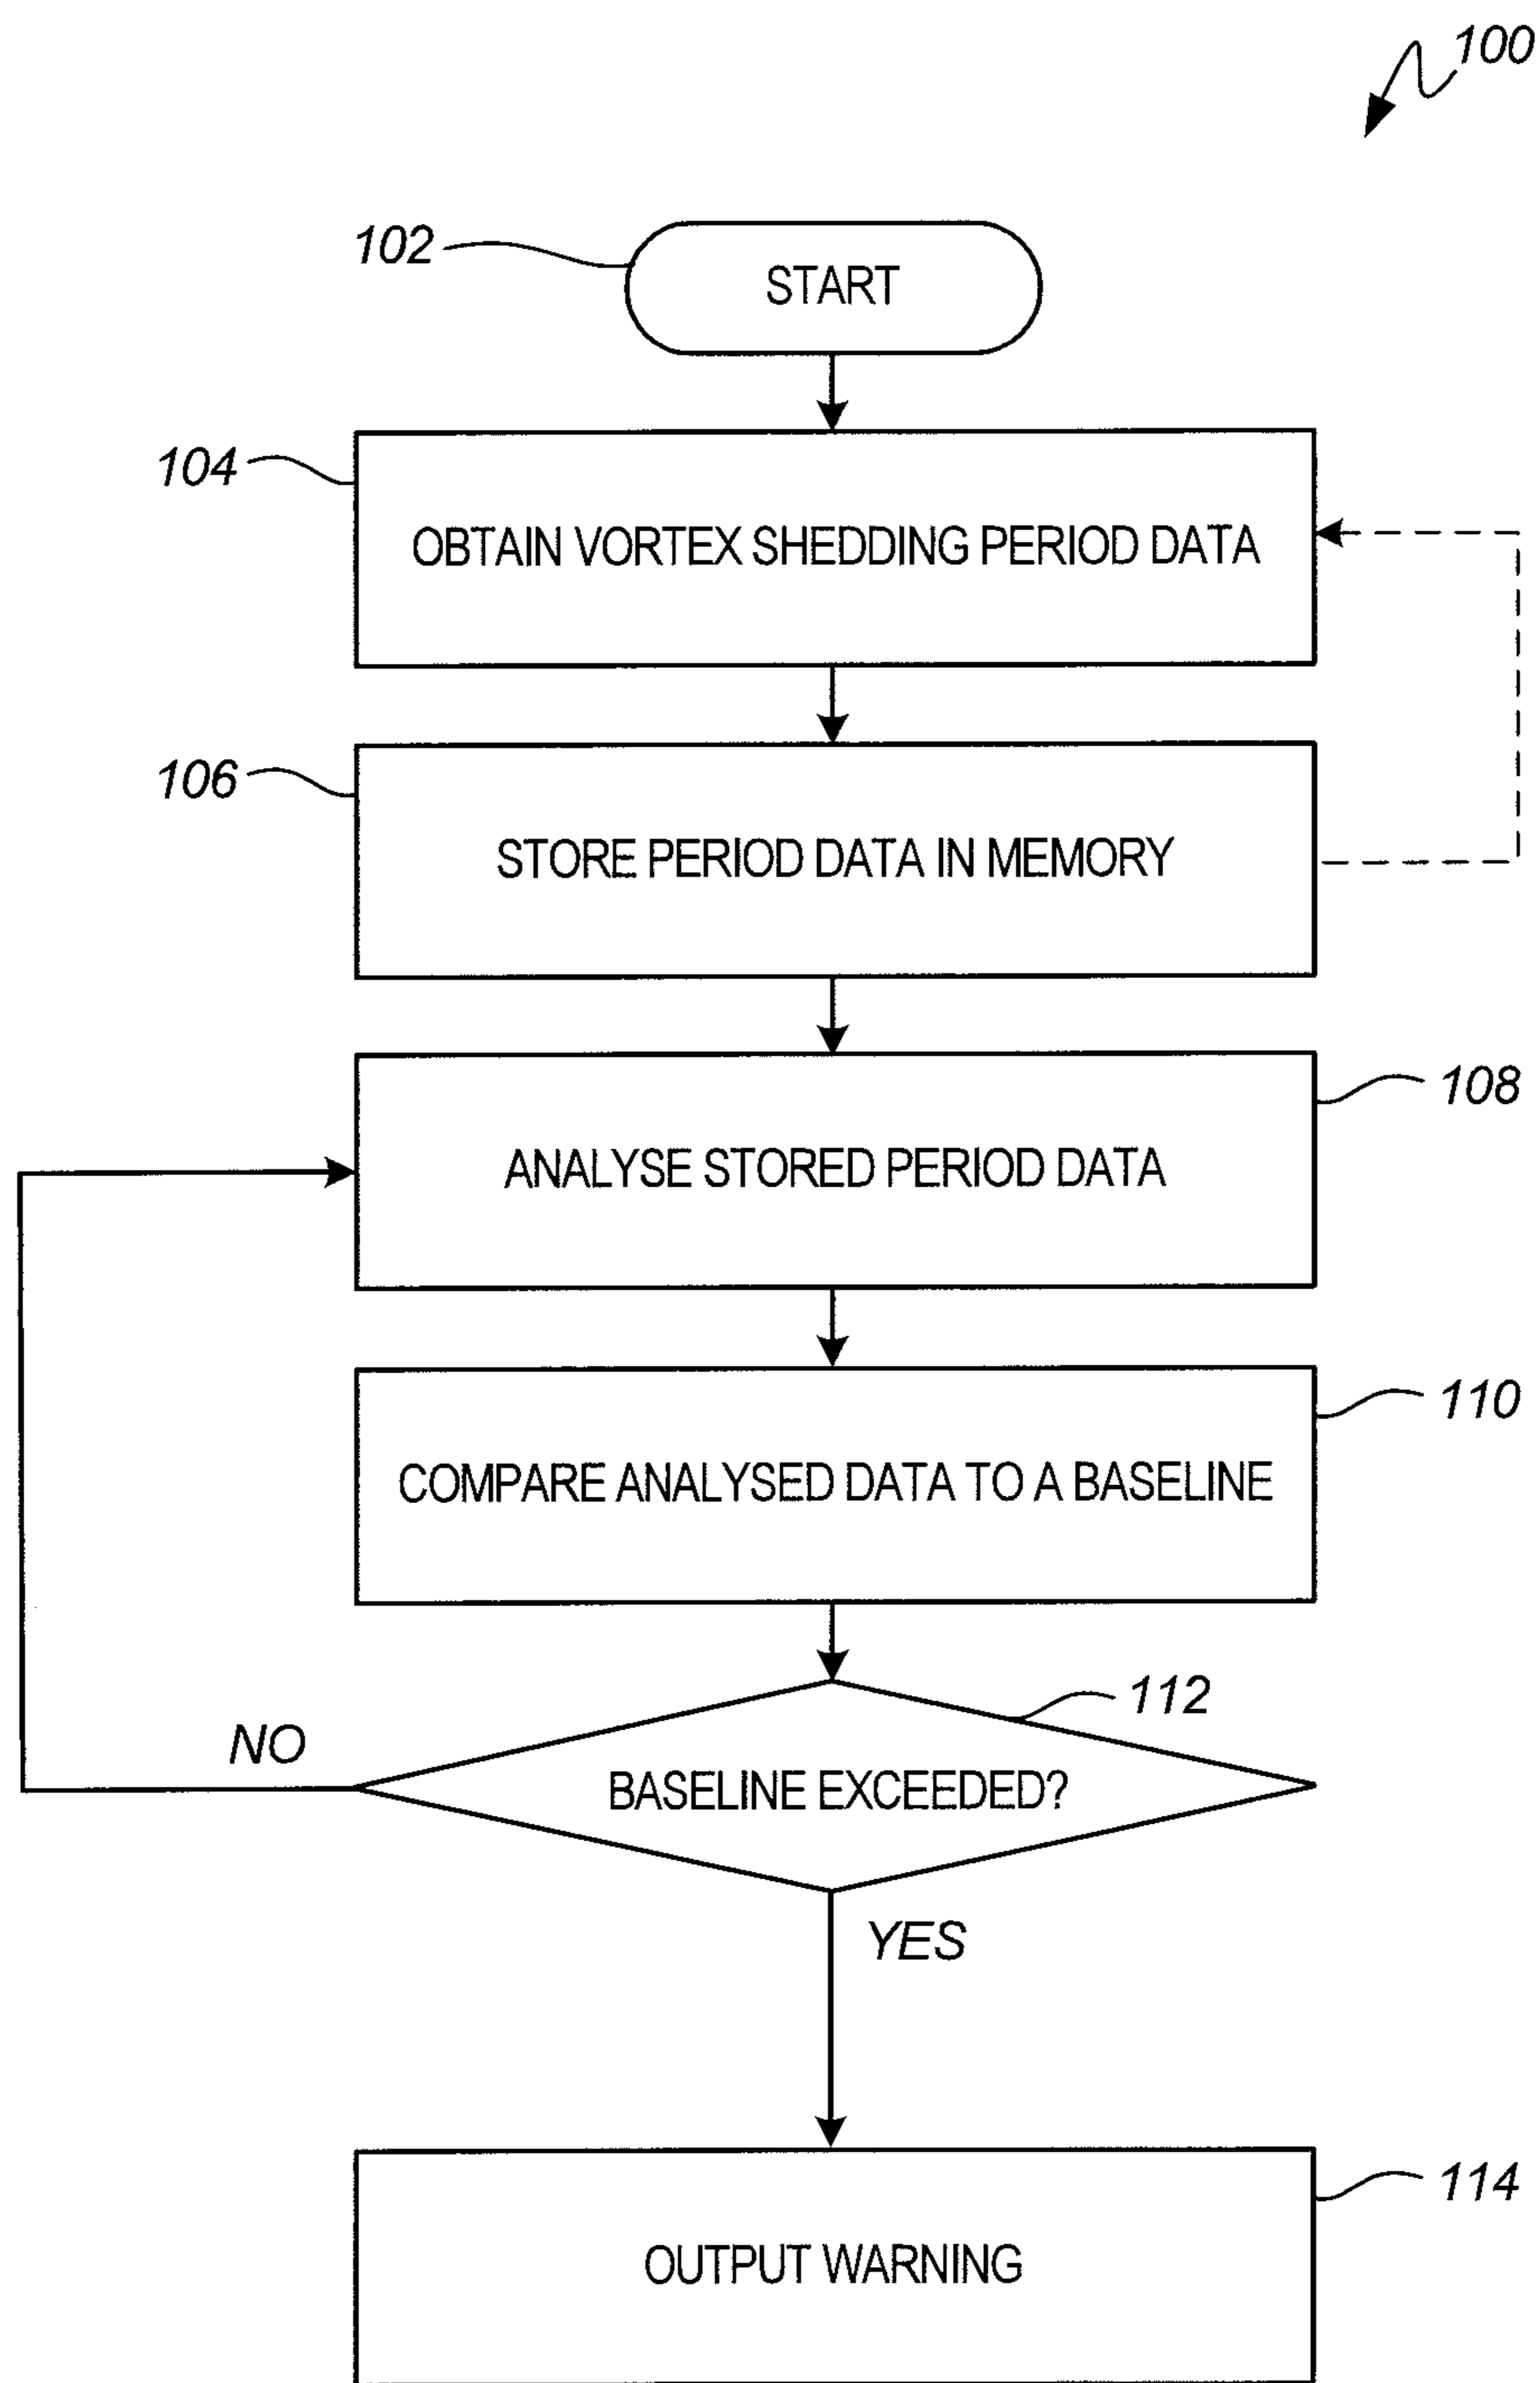 100
102
START
104
OBTAIN VORTEX SHEDDING PERIOD DATA
106
STORE PERIOD DATA IN MEMORY
108
ANALYSE STORED PERIOD DATA
110
COMPARE ANALYSED DATA TO A BASELINE
112
NO
BASELINE EXCEEDED?
YES
114
OUTPUT WARNING